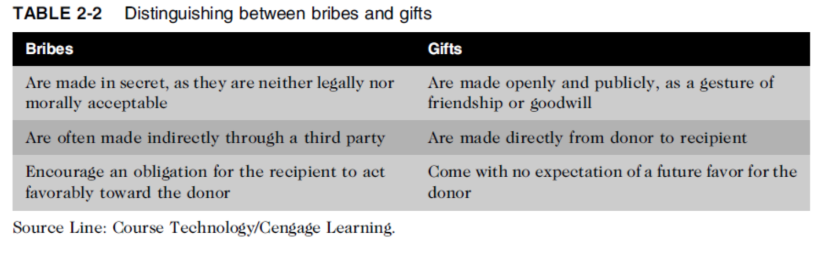 TABLE 2-2 Distinguishing between bribes and gifts
Bribes Gifts
Are made in secret, as they are neither legally nor
morally acceptable
Are made openly and publicly, as a gesture of
friendship or goodwill
Are often made indirectly through a third party
Are made directly from donor to recipient
Encourage an obligation for the recipient to act
favorably toward the donor
Come with no expectation of a future favor for the
donor
Source Line: Course Technology/Cengage Learning.